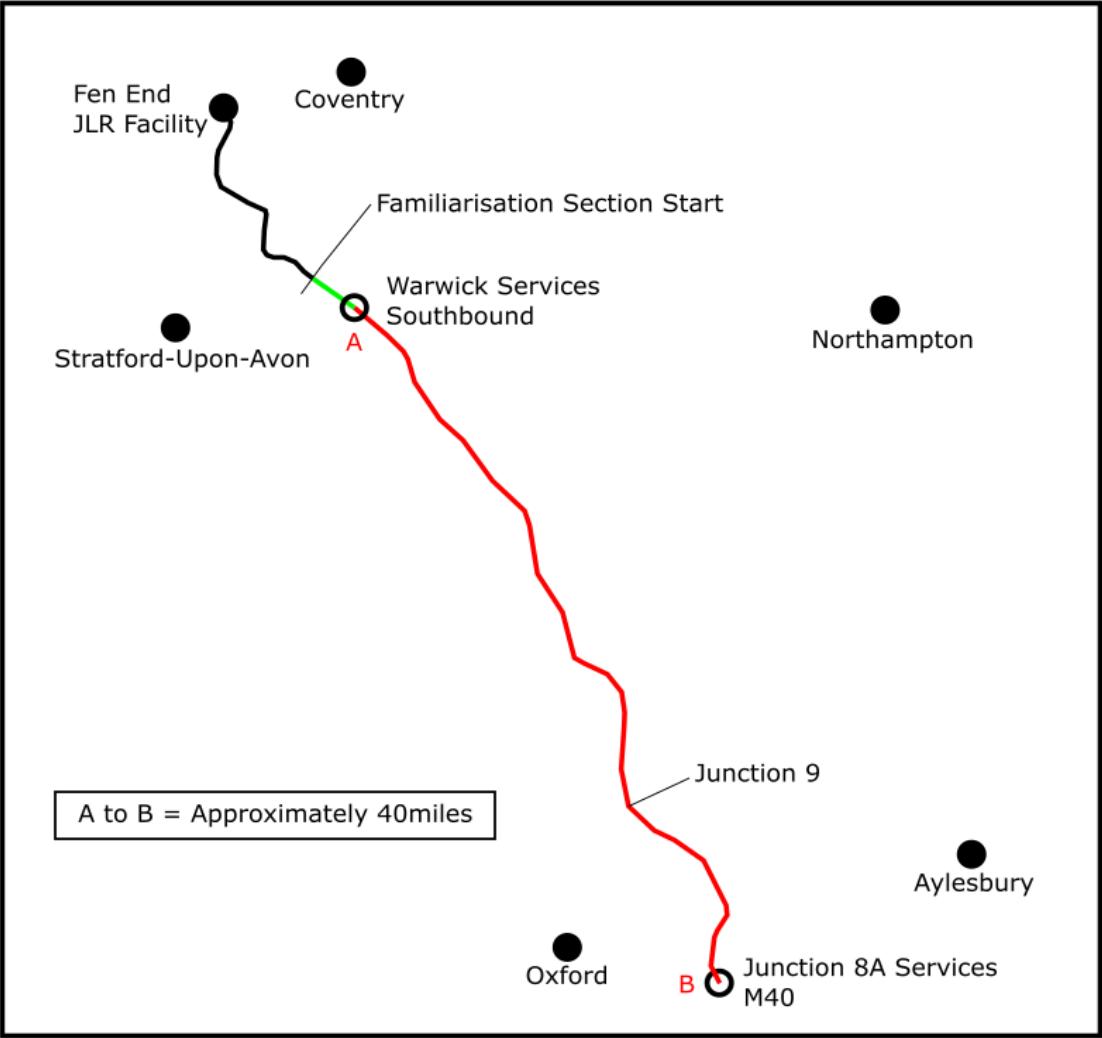 Fen End
JLR Facility
Coventry
Familiarisation Section Start
Warwick Services
Southbound
A
Stratford-Upon-Avon
Northampton
Junction 9
A to B = Approximately 40miles
Aylesbury
Oxford
B
Junction 8A Services
M40